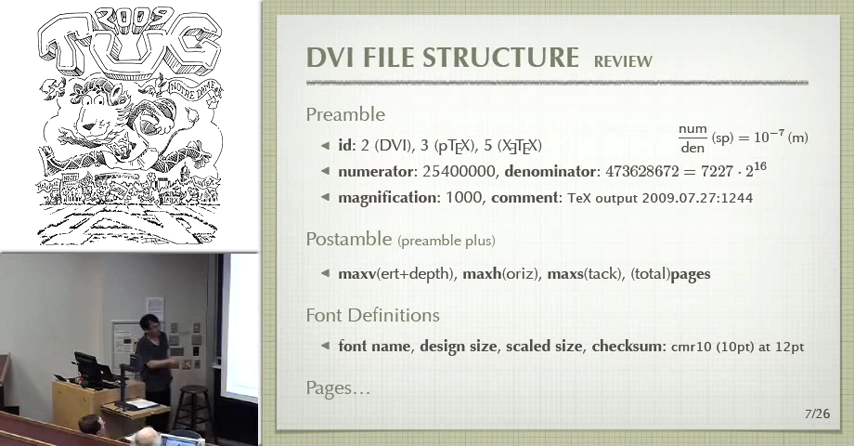 2009
TUG
NOTRE DAME
DVI FILE STRUCTURE REVIEW
Preamble
num/den (sp) = 10⁻⁷ (m)
◄ id: 2 (DVI), 3 (pTEX), 5 (XƎTEX)
◄ numerator: 25400000, denominator: 473628672 = 7227 · 2¹⁶
◄ magnification: 1000, comment: TeX output 2009.07.27:1244
Postamble (preamble plus)
◄ maxv(ert+depth), maxh(oriz), maxs(tack), (total)pages
Font Definitions
◄ font name, design size, scaled size, checksum: cmr10 (10pt) at 12pt
Pages…
7/26